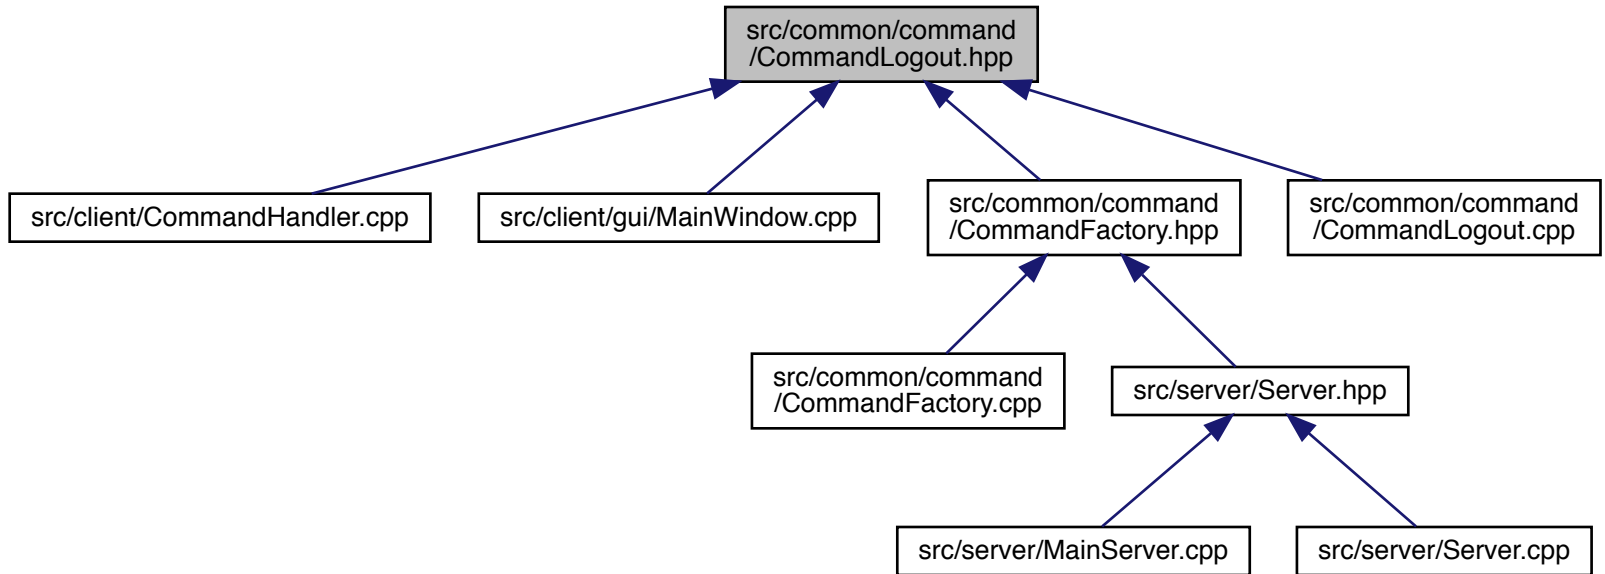 src/common/command
/CommandLogout.hpp
src/client/CommandHandler.cpp
src/client/gui/MainWindow.cpp
src/common/command
/CommandFactory.hpp
src/common/command
/CommandLogout.cpp
src/common/command
/CommandFactory.cpp
src/server/Server.hpp
src/server/MainServer.cpp
src/server/Server.cpp